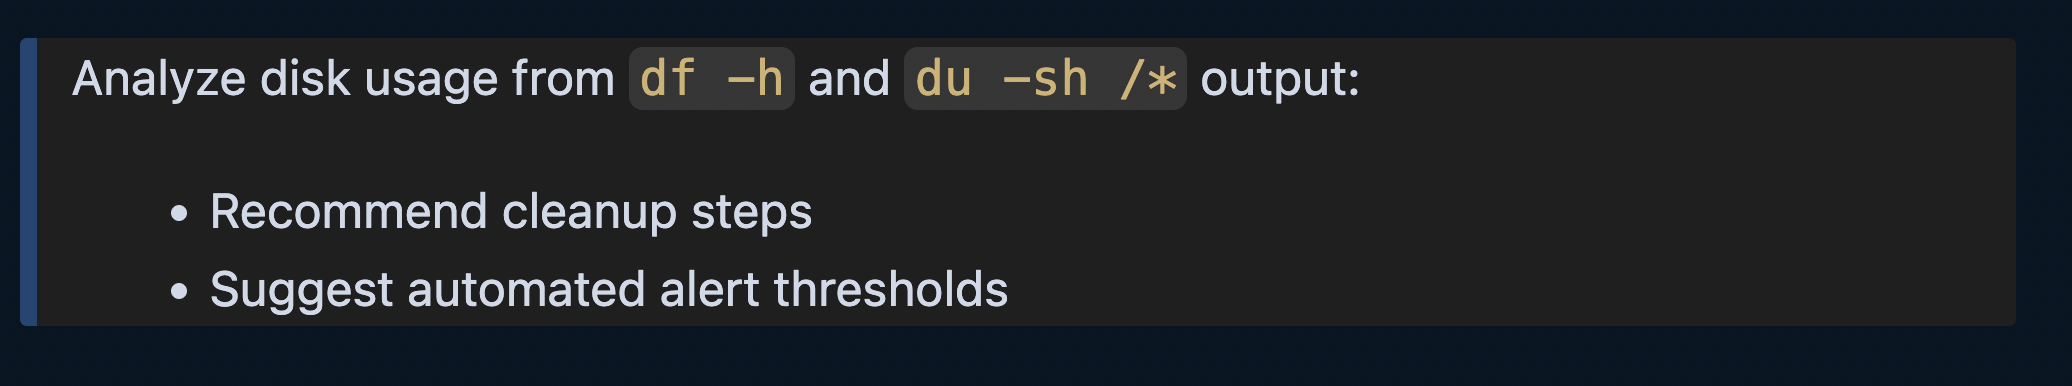 Analyze disk usage from df -h and du -sh /* output:
• Recommend cleanup steps
• Suggest automated alert thresholds